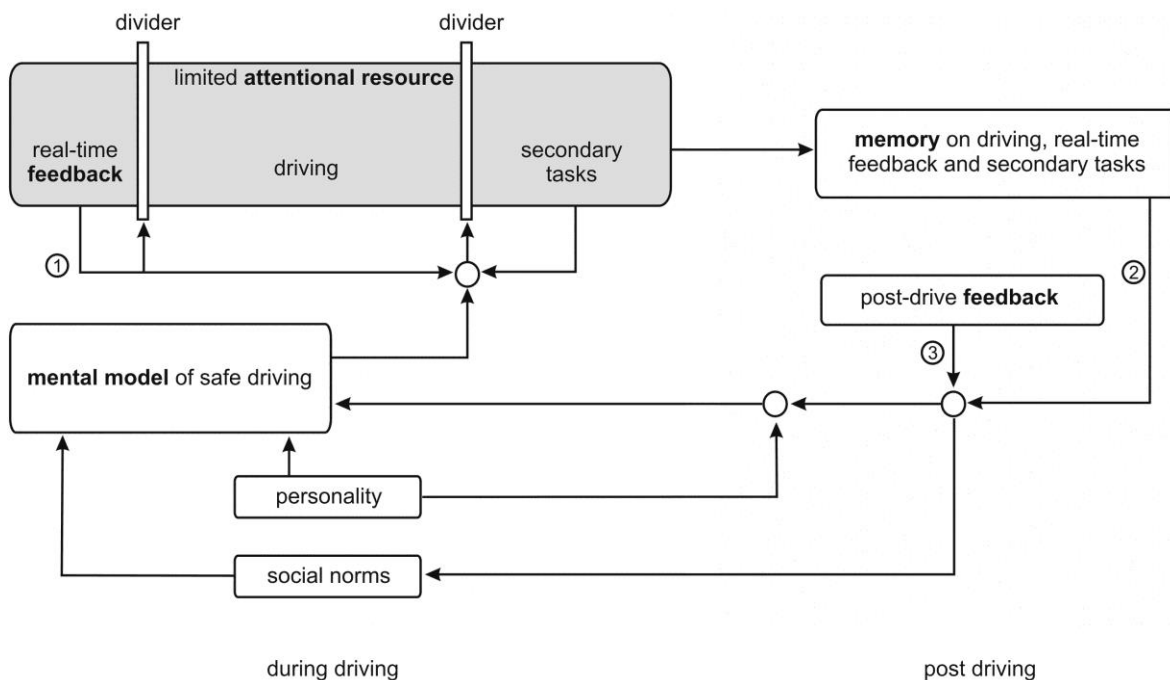 divider
divider
limited attentional resource
real-time
feedback
driving
secondary
tasks
memory on driving, real-time
feedback and secondary tasks
1
2
post-drive feedback
3
mental model of safe driving
personality
social norms
during driving
post driving